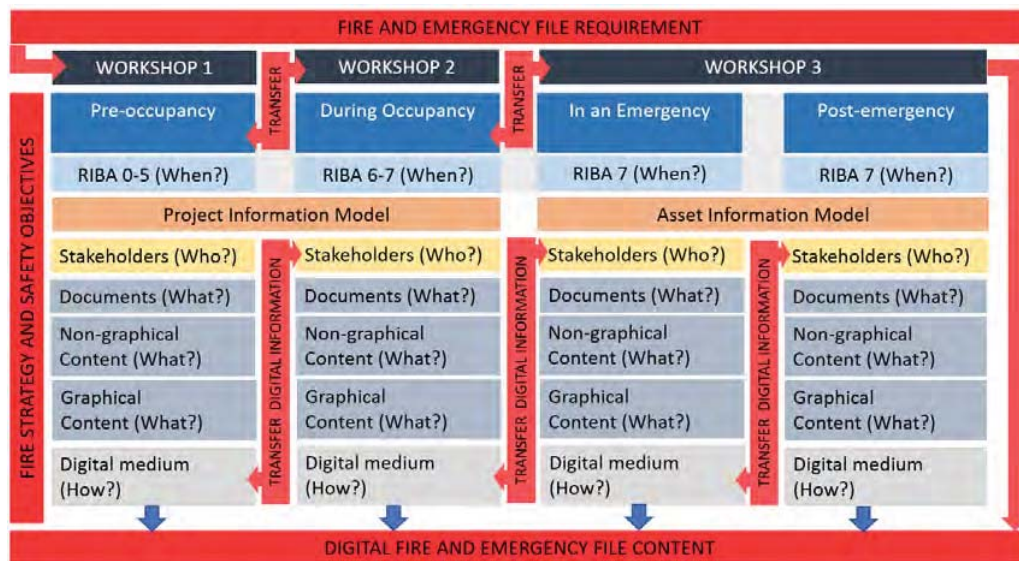 FIRE AND EMERGENCY FILE REQUIREMENT
WORKSHOP 1
TRANSFER
WORKSHOP 2
TRANSFER
WORKSHOP 3
FIRE STRATEGY AND SAFETY OBJECTIVES
Pre-occupancy
During Occupancy
In an Emergency
Post-emergency
RIBA 0-5 (When?)
RIBA 6-7 (When?)
RIBA 7 (When?)
RIBA 7 (When?)
Project Information Model
Asset Information Model
Stakeholders (Who?)
Documents (What?)
Non-graphical
Content (What?)
Graphical
Content (What?)
Digital medium
(How?)
TRANSFER DIGITAL INFORMATION
Stakeholders (Who?)
Documents (What?)
Non-graphical
Content (What?)
Graphical
Content (What?)
Digital medium
(How?)
TRANSFER DIGITAL INFORMATION
Stakeholders (Who?)
Documents (What?)
Non-graphical
Content (What?)
Graphical
Content (What?)
Digital medium
(How?)
TRANSFER DIGITAL INFORMATION
Stakeholders (Who?)
Documents (What?)
Non-graphical
Content (What?)
Graphical
Content (What?)
Digital medium
(How?)
DIGITAL FIRE AND EMERGENCY FILE CONTENT